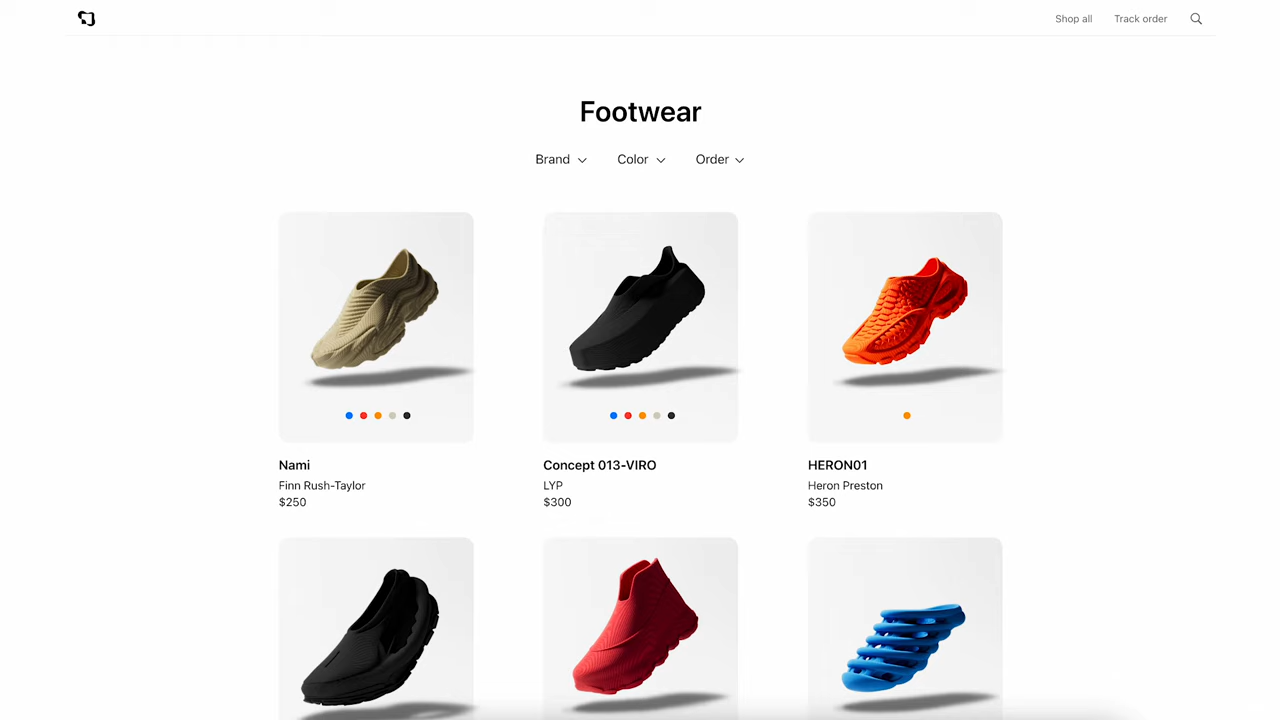 Shop all
Track order
Footwear
Brand
Color
Order
Nami
Finn Rush-Taylor
$250
Concept 013-VIRO
LYP
$300
HERON01
Heron Preston
$350